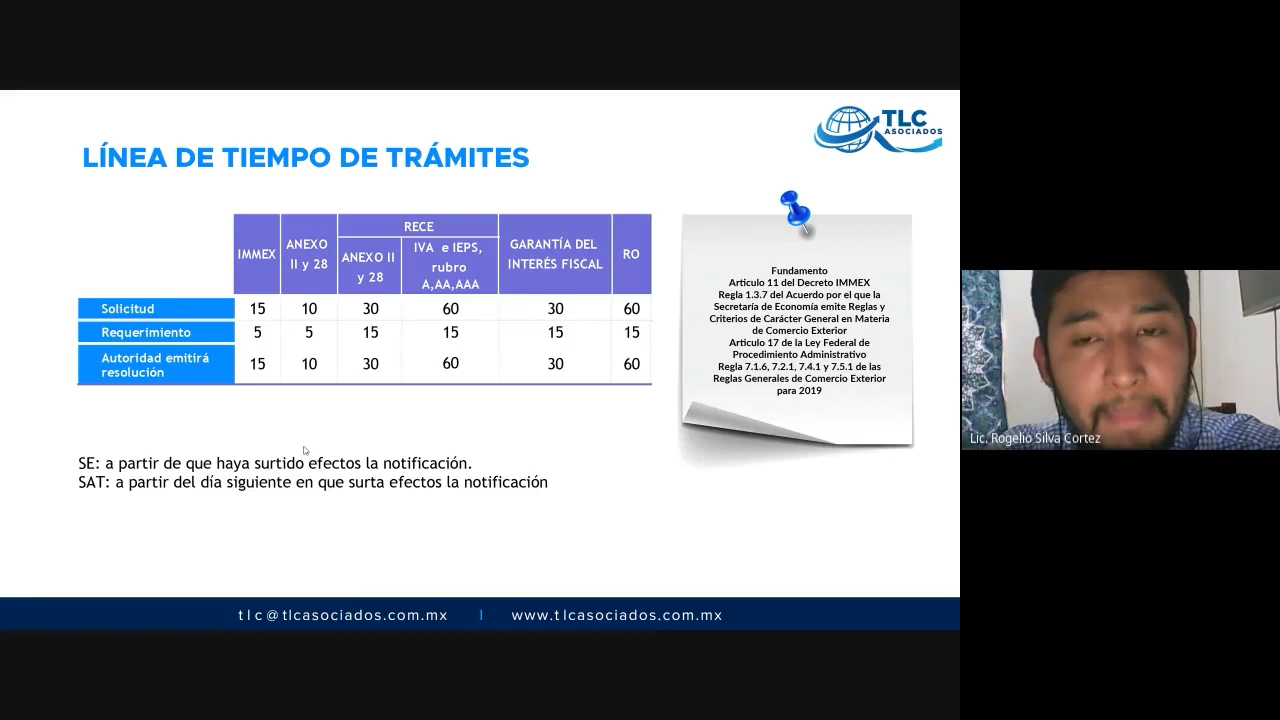 TLC
ASOCIADOS
LÍNEA DE TIEMPO DE TRÁMITES
IMMEX
ANEXO
II y 28
RECE
ANEXO II
y 28
IVA e IEPS,
rubro
A,AA,AAA
GARANTÍA DEL
INTERÉS FISCAL
RO
Solicitud 15 10 30 60 30 60
Requerimiento 5 5 15 15 15 15
Autoridad emitirá
resolución 15 10 30 60 30 60
Fundamento
Articulo 11 del Decreto IMMEX
Regla 1.3.7 del Acuerdo por el que la
Secretaría de Economía emite Reglas y
Criterios de Carácter General en Materia
de Comercio Exterior
Articulo 17 de la Ley Federal de
Procedimiento Administrativo
Regla 7.1.6, 7.2.1, 7.4.1 y 7.5.1 de las
Reglas Generales de Comercio Exterior
para 2019
SE: a partir de que haya surtido efectos la notificación.
SAT: a partir del día siguiente en que surta efectos la notificación
tlc@tlcasociados.com.mx | www.tlcasociados.com.mx
Lic. Rogelio Silva Cortez